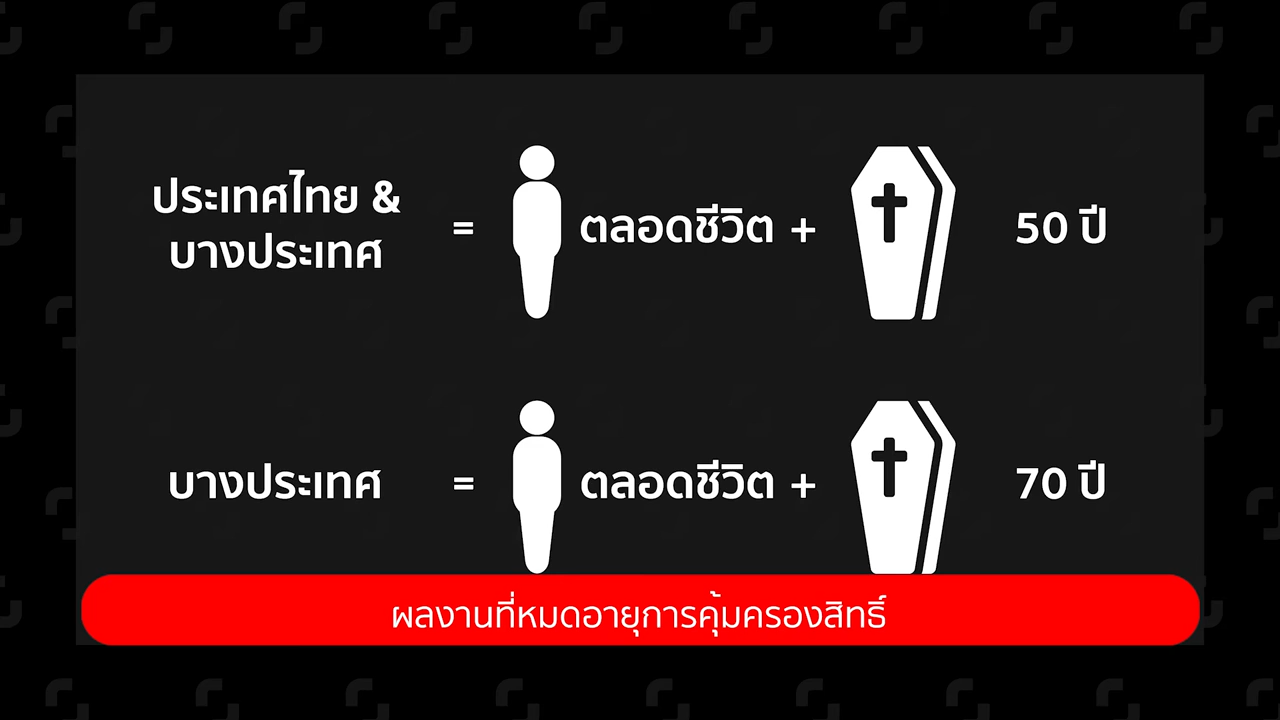 ประเทศไทย &
บางประเทศ
= ตลอดชีวิต + 50 ปี
บางประเทศ = ตลอดชีวิต + 70 ปี
ผลงานที่หมดอายุการคุ้มครองสิทธิ์